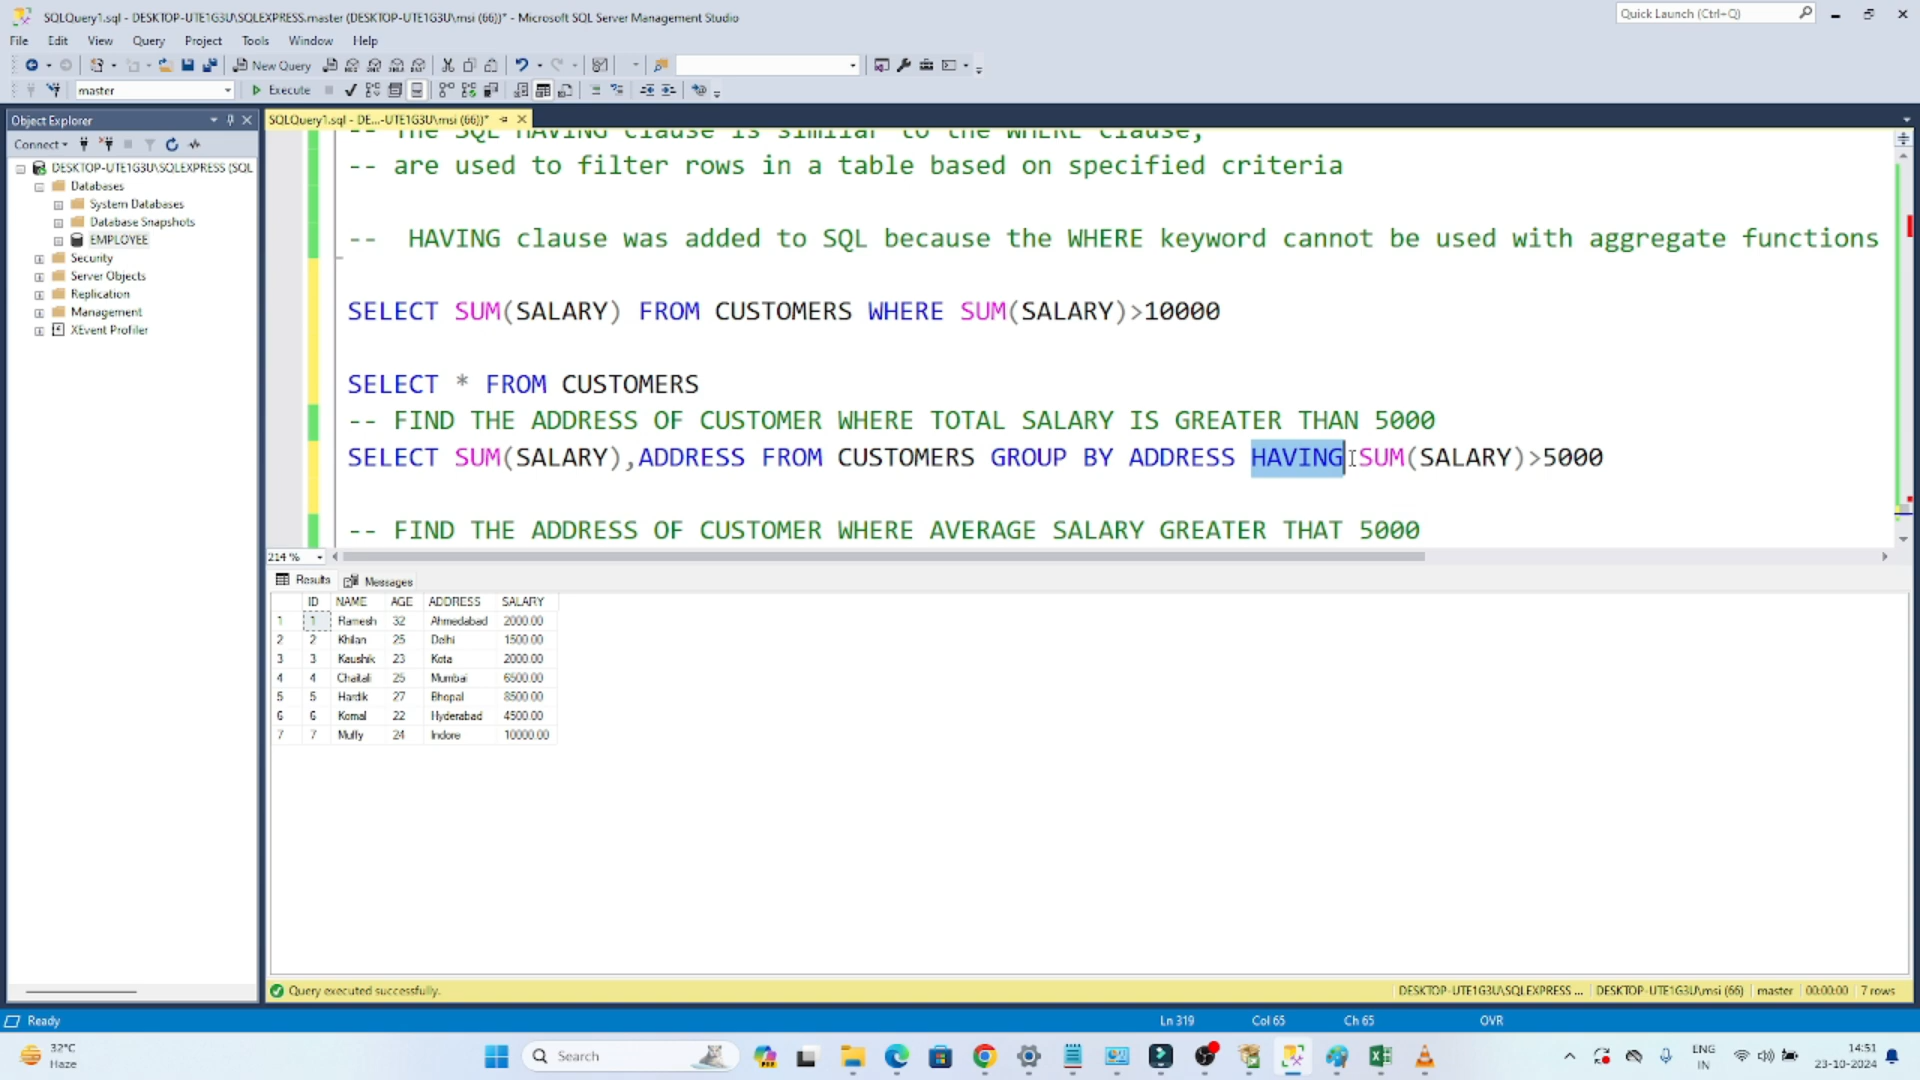 SQLQuery1.sql - DESKTOP-UTE1G3U\SQLEXPRESS.master (DESKTOP-UTE1G3U\msi (66))* - Microsoft SQL Server Management Studio
Quick Launch (Ctrl+Q)
File Edit View Query Project Tools Window Help
New Query
master
Execute
Object Explorer
SQLQuery1.sql - DE...-UTE1G3U\msi (66))*
Connect
DESKTOP-UTE1G3U\SQLEXPRESS (SQL
Databases
System Databases
Database Snapshots
EMPLOYEE
Security
Server Objects
Replication
Management
XEvent Profiler
-- The SQL HAVING clause is similar to the WHERE clause;
-- are used to filter rows in a table based on specified criteria
-- HAVING clause was added to SQL because the WHERE keyword cannot be used with aggregate functions
SELECT SUM(SALARY) FROM CUSTOMERS WHERE SUM(SALARY)>10000
SELECT * FROM CUSTOMERS
-- FIND THE ADDRESS OF CUSTOMER WHERE TOTAL SALARY IS GREATER THAN 5000
SELECT SUM(SALARY),ADDRESS FROM CUSTOMERS GROUP BY ADDRESS HAVING SUM(SALARY)>5000
-- FIND THE ADDRESS OF CUSTOMER WHERE AVERAGE SALARY GREATER THAT 5000
214 %
Results Messages
ID NAME AGE ADDRESS SALARY
1 1 Ramesh 32 Ahmedabad 2000.00
2 2 Khilan 25 Delhi 1500.00
3 3 Kaushik 23 Kota 2000.00
4 4 Chaitali 25 Mumbai 6500.00
5 5 Hardik 27 Bhopal 8500.00
6 6 Komal 22 Hyderabad 4500.00
7 7 Muffy 24 Indore 10000.00
Query executed successfully.
DESKTOP-UTE1G3U\SQLEXPRESS ... DESKTOP-UTE1G3U\msi (66) master 00:00:00 7 rows
Ready
Ln 319 Col 65 Ch 65 OVR
32°C
Haze
Search
ENG
IN
14:51
23-10-2024